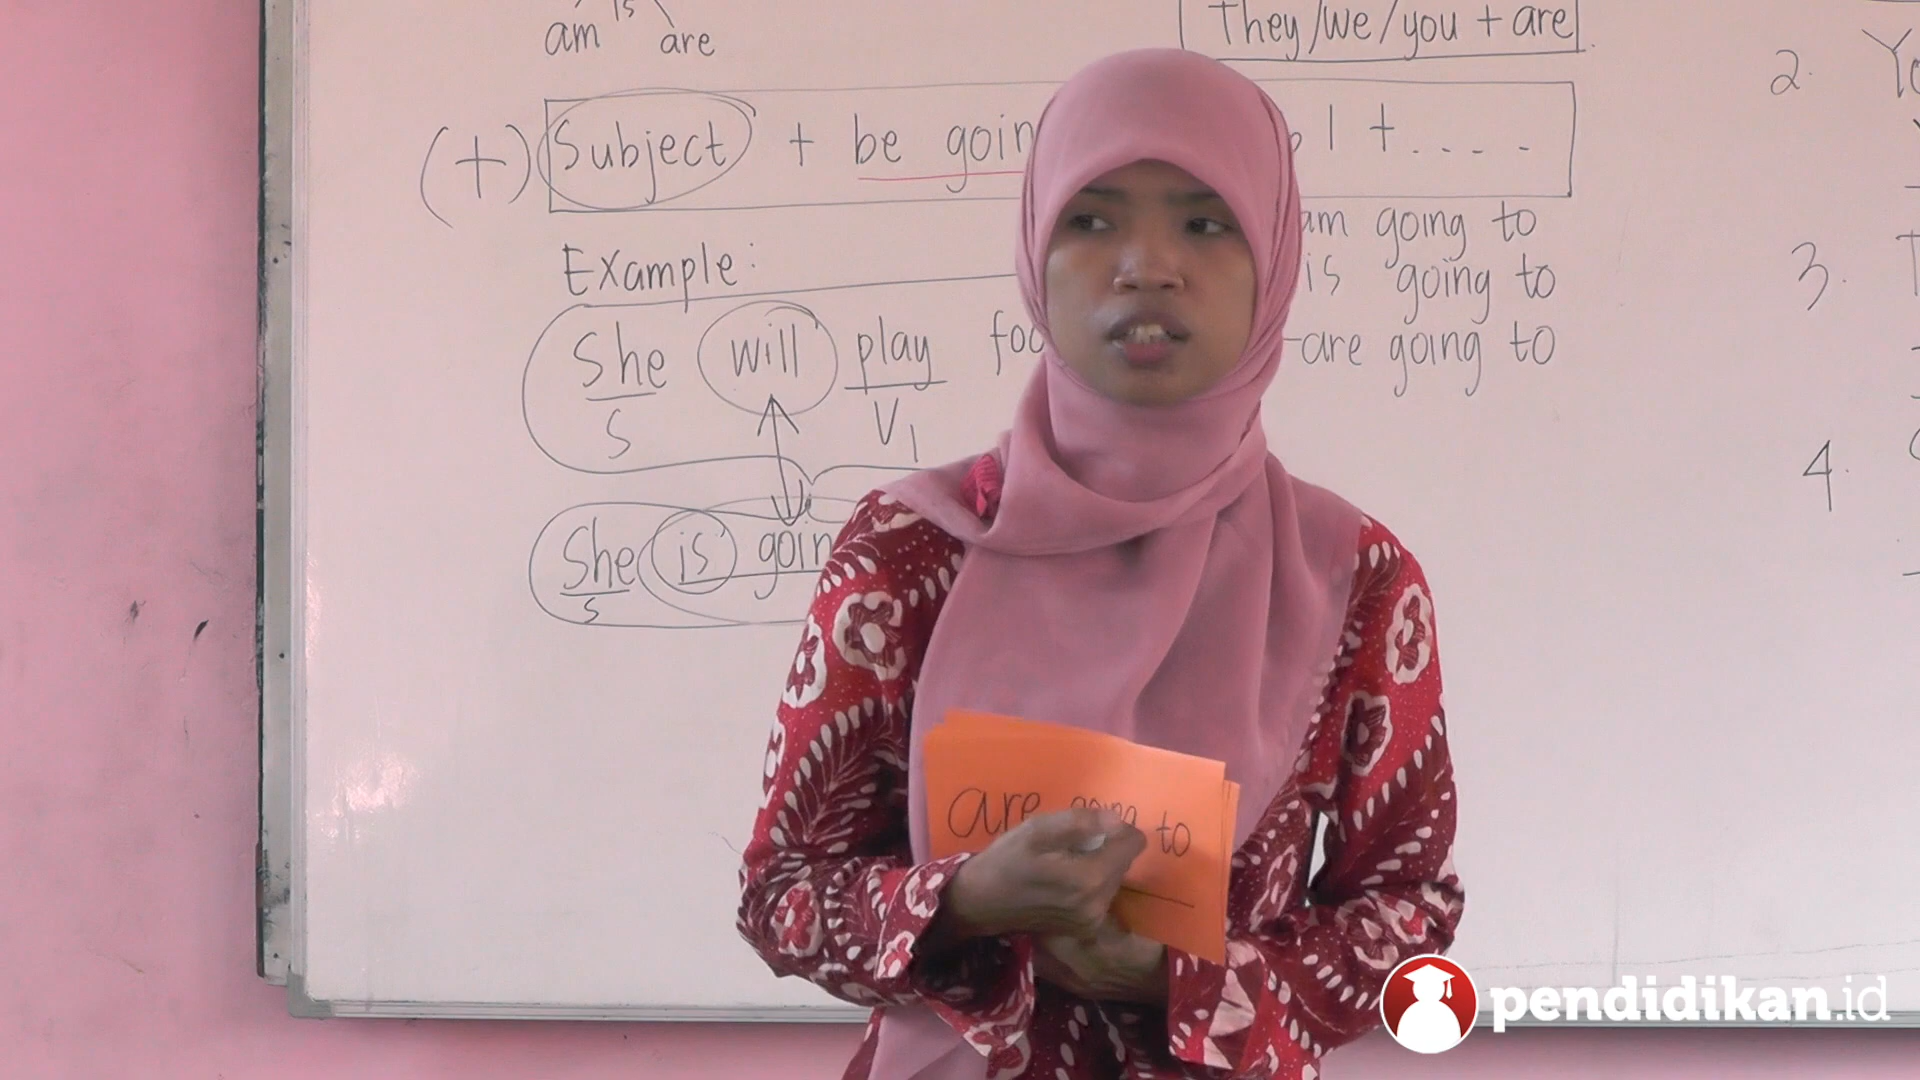 am is are
They/we/you + are
(+) Subject + be goin 1 + ....
am going to
Example:
is going to
She will play foo
are going to
S V1
She is goin
S
2. Yo
3.
4.
are going to
pendidikan.id